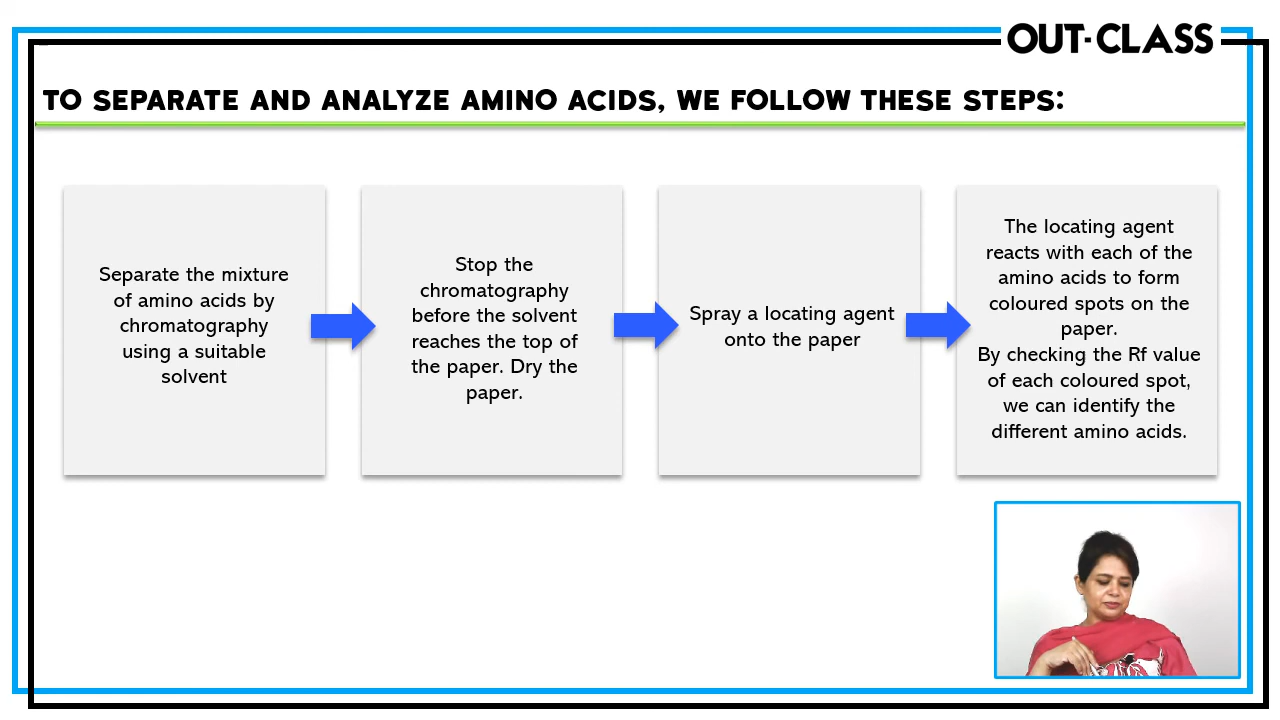 OUT-CLASS
TO SEPARATE AND ANALYZE AMINO ACIDS, WE FOLLOW THESE STEPS:
Separate the mixture
of amino acids by
chromatography
using a suitable
solvent
Stop the
chromatography
before the solvent
reaches the top of
the paper. Dry the
paper.
Spray a locating agent
onto the paper
The locating agent
reacts with each of the
amino acids to form
coloured spots on the
paper.
By checking the Rf value
of each coloured spot,
we can identify the
different amino acids.